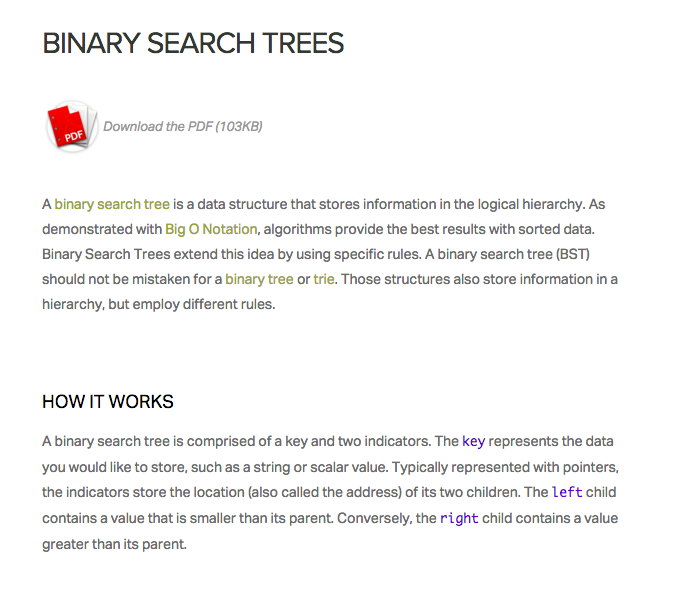 BINARY SEARCH TREES
PDF
Download the PDF (103KB)
A binary search tree is a data structure that stores information in the logical hierarchy. As
demonstrated with Big O Notation, algorithms provide the best results with sorted data.
Binary Search Trees extend this idea by using specific rules. A binary search tree (BST)
should not be mistaken for a binary tree or trie. Those structures also store information in a
hierarchy, but employ different rules.
HOW IT WORKS
A binary search tree is comprised of a key and two indicators. The key represents the data
you would like to store, such as a string or scalar value. Typically represented with pointers,
the indicators store the location (also called the address) of its two children. The left child
contains a value that is smaller than its parent. Conversely, the right child contains a value
greater than its parent.